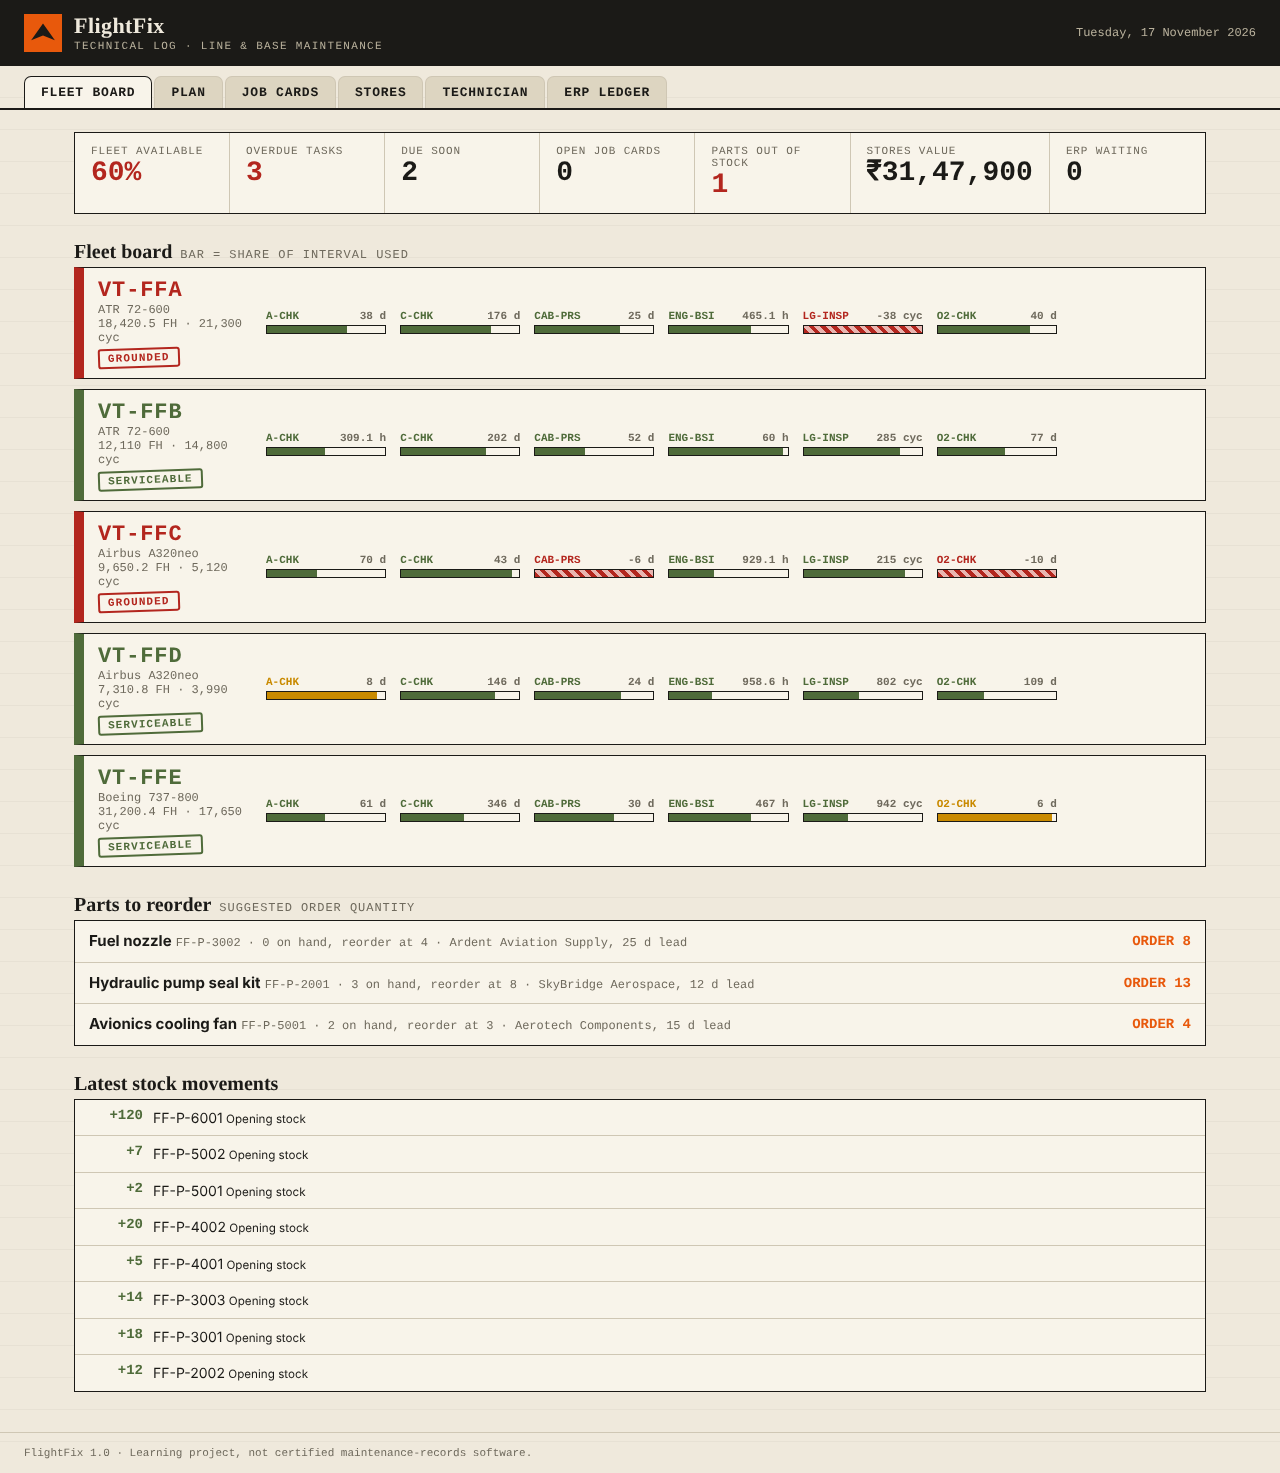 FlightFix
TECHNICAL LOG · LINE & BASE MAINTENANCE
Tuesday, 17 November 2026
FLEET BOARD
PLAN
JOB CARDS
STORES
TECHNICIAN
ERP LEDGER
FLEET AVAILABLE
60%
OVERDUE TASKS
3
DUE SOON
2
OPEN JOB CARDS
0
PARTS OUT OF
STOCK
1
STORES VALUE
₹31,47,900
ERP WAITING
0
Fleet board BAR = SHARE OF INTERVAL USED
VT-FFA
ATR 72-600
18,420.5 FH · 21,300
cyc
GROUNDED
A-CHK 38 d
C-CHK 176 d
CAB-PRS 25 d
ENG-BSI 465.1 h
LG-INSP -38 cyc
O2-CHK 40 d
VT-FFB
ATR 72-600
12,110 FH · 14,800
cyc
SERVICEABLE
A-CHK 309.1 h
C-CHK 202 d
CAB-PRS 52 d
ENG-BSI 60 h
LG-INSP 285 cyc
O2-CHK 77 d
VT-FFC
Airbus A320neo
9,650.2 FH · 5,120
cyc
GROUNDED
A-CHK 70 d
C-CHK 43 d
CAB-PRS -6 d
ENG-BSI 929.1 h
LG-INSP 215 cyc
O2-CHK -10 d
VT-FFD
Airbus A320neo
7,310.8 FH · 3,990
cyc
SERVICEABLE
A-CHK 8 d
C-CHK 146 d
CAB-PRS 24 d
ENG-BSI 958.6 h
LG-INSP 802 cyc
O2-CHK 109 d
VT-FFE
Boeing 737-800
31,200.4 FH · 17,650
cyc
SERVICEABLE
A-CHK 61 d
C-CHK 346 d
CAB-PRS 30 d
ENG-BSI 467 h
LG-INSP 942 cyc
O2-CHK 6 d
Parts to reorder SUGGESTED ORDER QUANTITY
Fuel nozzle FF-P-3002 · 0 on hand, reorder at 4 · Ardent Aviation Supply, 25 d lead ORDER 8
Hydraulic pump seal kit FF-P-2001 · 3 on hand, reorder at 8 · SkyBridge Aerospace, 12 d lead ORDER 13
Avionics cooling fan FF-P-5001 · 2 on hand, reorder at 3 · Aerotech Components, 15 d lead ORDER 4
Latest stock movements
+120 FF-P-6001 Opening stock
+7 FF-P-5002 Opening stock
+2 FF-P-5001 Opening stock
+20 FF-P-4002 Opening stock
+5 FF-P-4001 Opening stock
+14 FF-P-3003 Opening stock
+18 FF-P-3001 Opening stock
+12 FF-P-2002 Opening stock
FlightFix 1.0 · Learning project, not certified maintenance-records software.